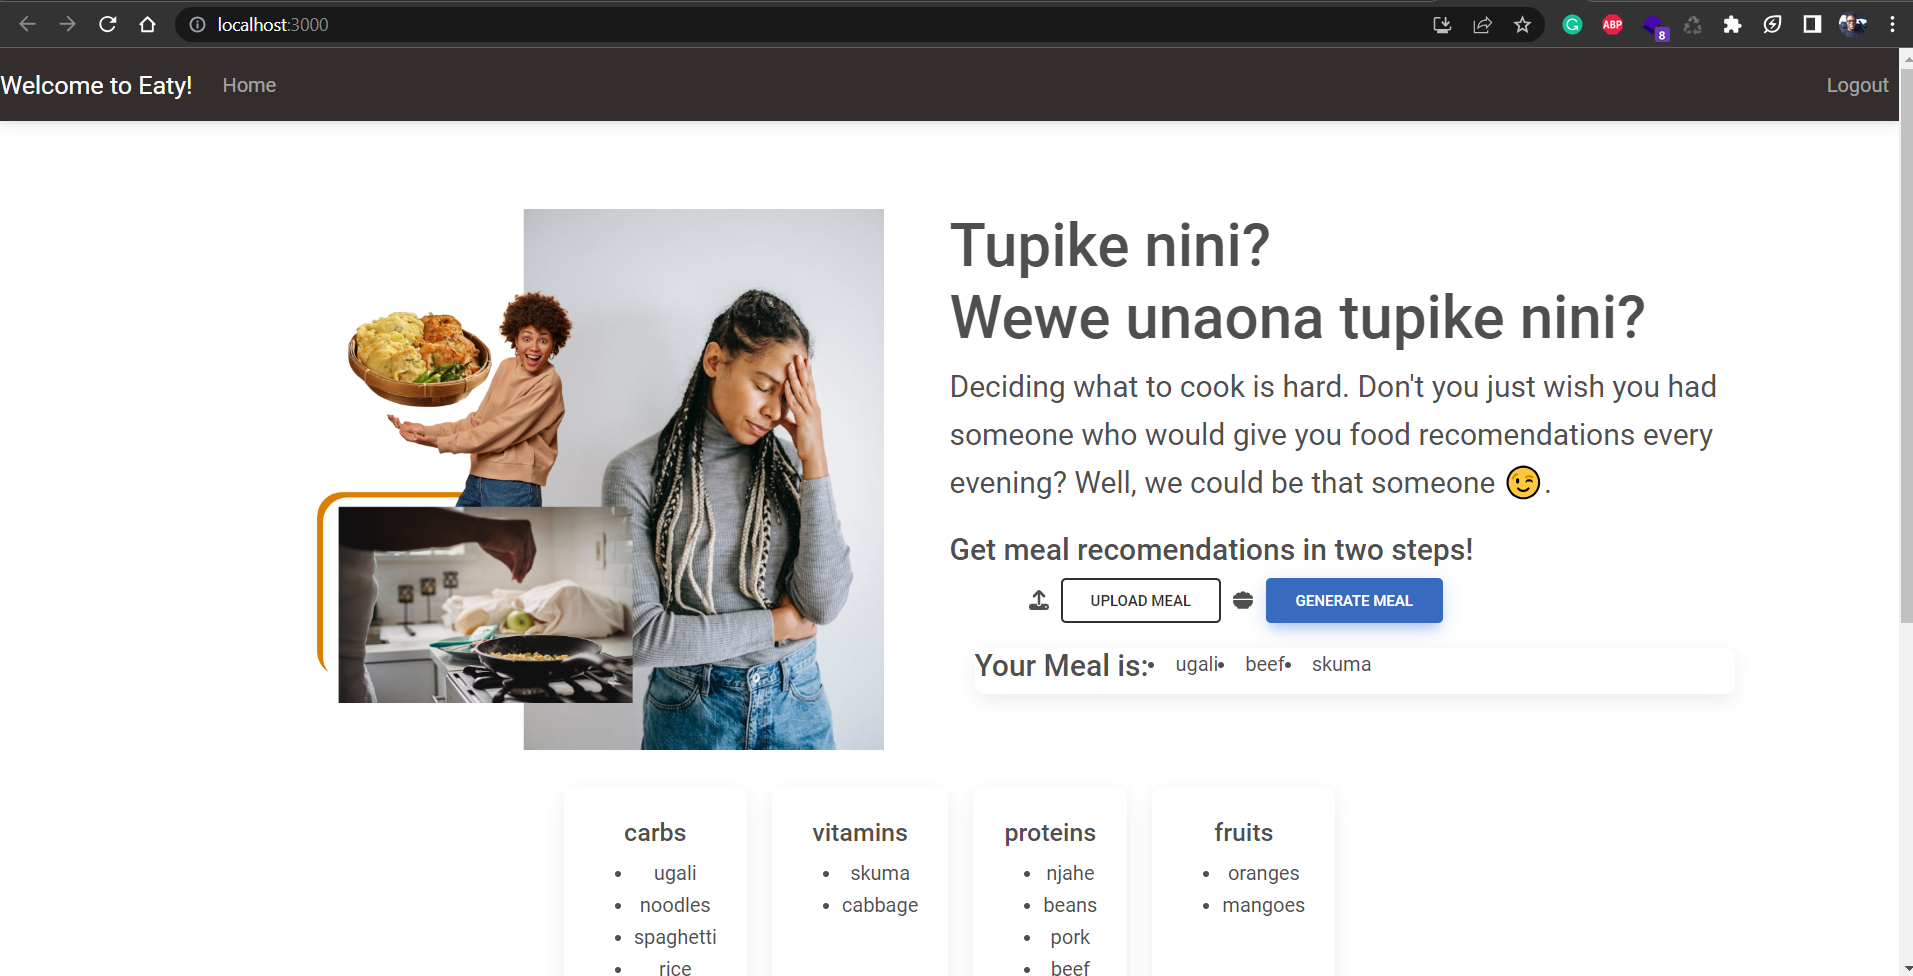 localhost:3000
ABP
8
Welcome to Eaty! Home Logout
Tupike nini?
Wewe unaona tupike nini?
Deciding what to cook is hard. Don't you just wish you had
someone who would give you food recomendations every
evening? Well, we could be that someone 😉.
Get meal recomendations in two steps!
UPLOAD MEAL GENERATE MEAL
Your Meal is:• ugali• beef• skuma
carbs
• ugali
• noodles
• spaghetti
• rice
vitamins
• skuma
• cabbage
proteins
• njahe
• beans
• pork
• beef
fruits
• oranges
• mangoes